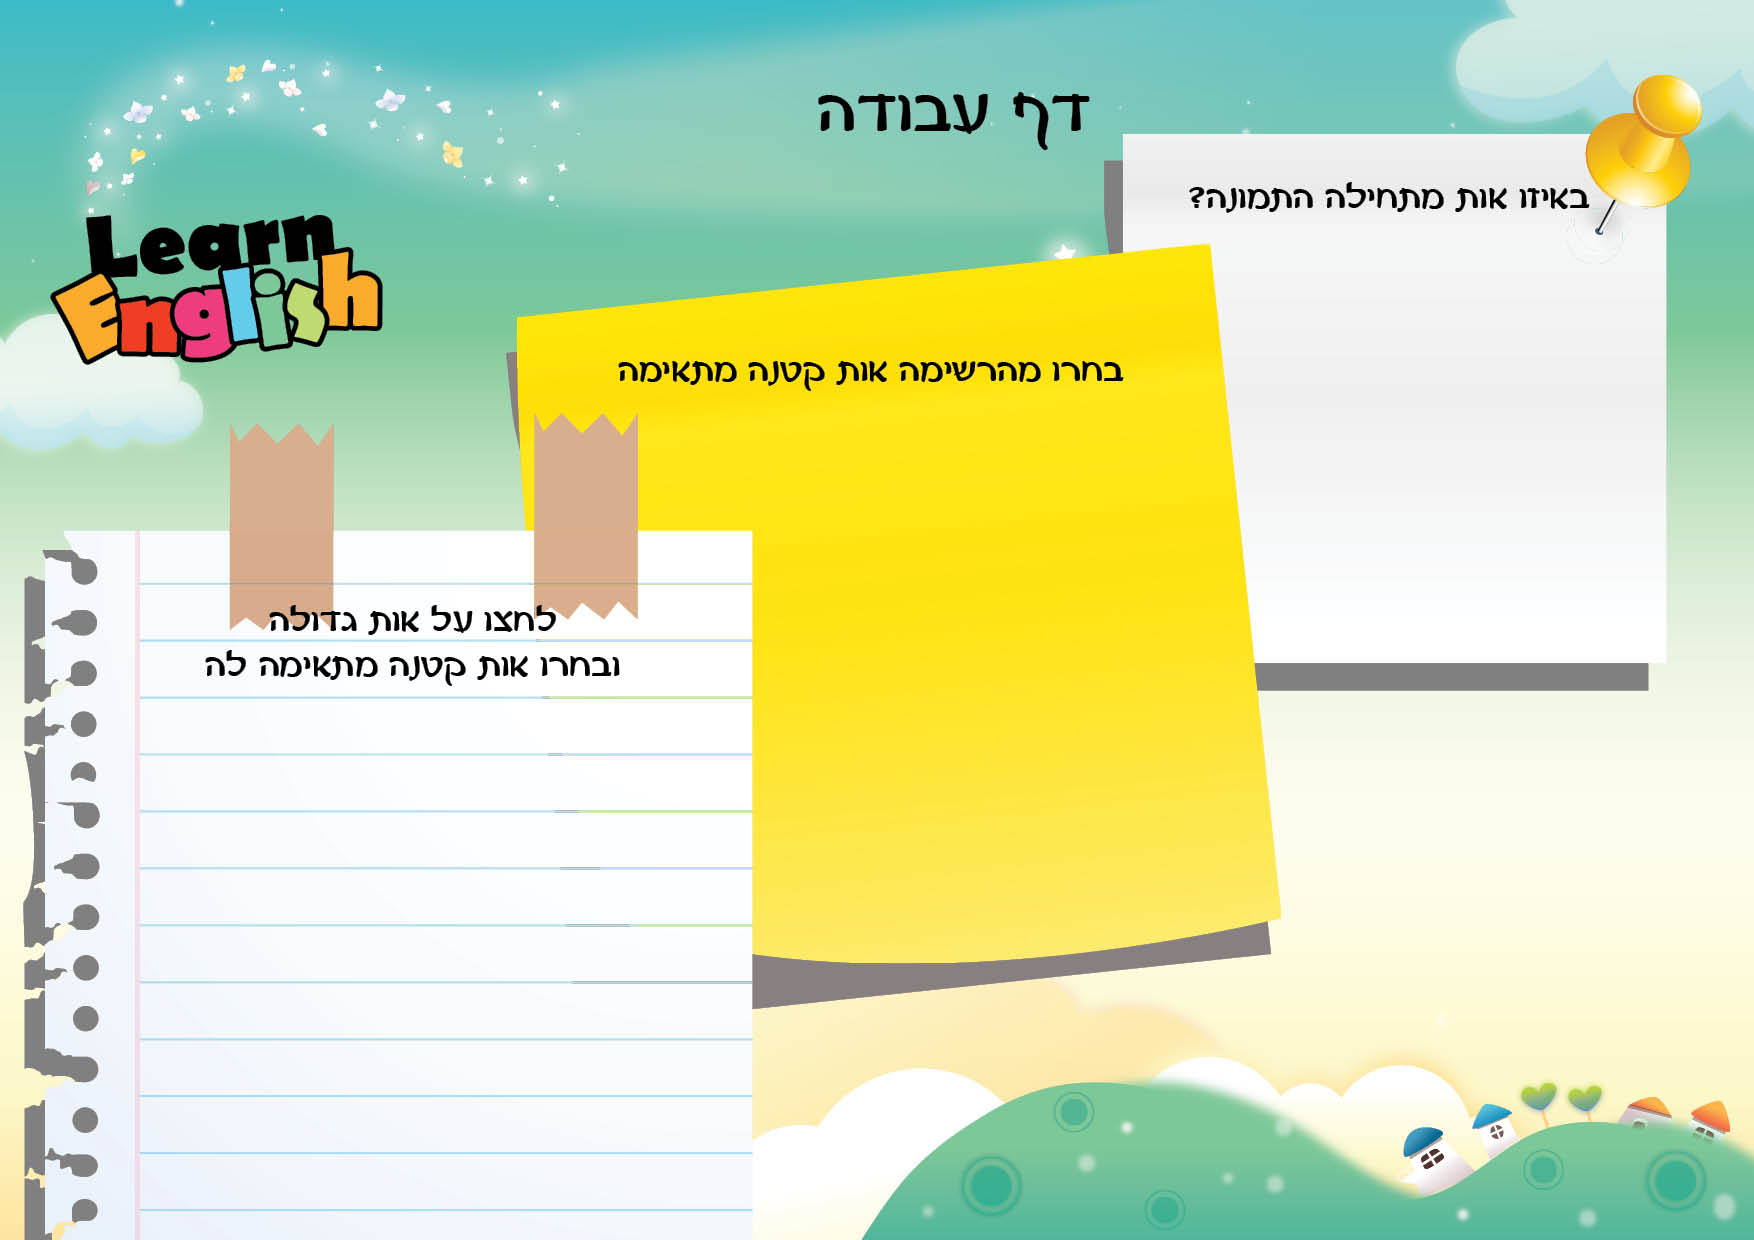 דף עבודה
באיזו אות מתחילה התמונה?
Learn
English
בחרו מהרשימה אות קטנה מתאימה
לחצו על אות גדולה
ובחרו אות קטנה מתאימה לה